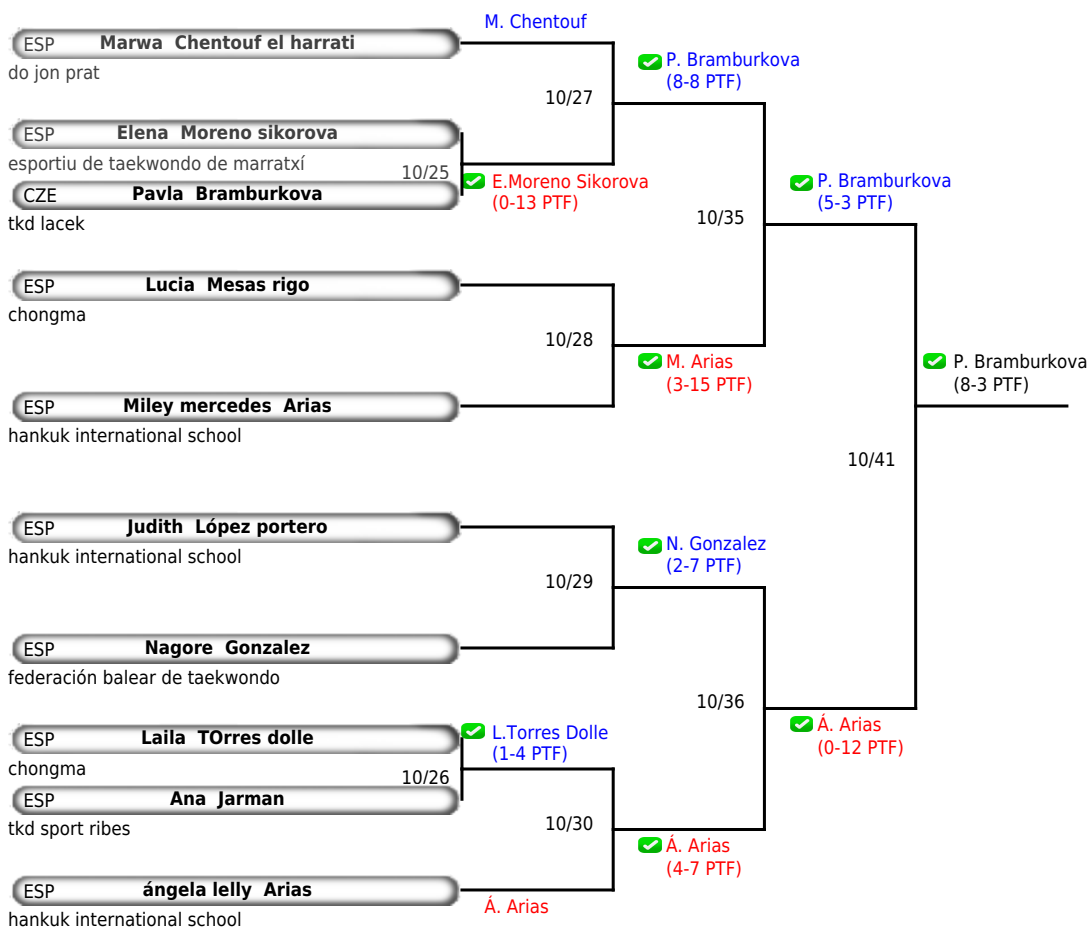 M. Chentouf
ESP Marwa Chentouf el harrati
do jon prat
P. Bramburkova
(8-8 PTF)
10/27
ESP Elena Moreno sikorova
esportiu de taekwondo de marratxí
10/25
E.Moreno Sikorova
(0-13 PTF)
CZE Pavla Bramburkova
tkd lacek
P. Bramburkova
(5-3 PTF)
10/35
ESP Lucia Mesas rigo
chongma
10/28
M. Arias
(3-15 PTF)
P. Bramburkova
(8-3 PTF)
ESP Miley mercedes Arias
hankuk international school
10/41
ESP Judith López portero
hankuk international school
N. Gonzalez
(2-7 PTF)
10/29
ESP Nagore Gonzalez
federación balear de taekwondo
10/36
ESP Laila TOrres dolle
chongma
L.Torres Dolle
(1-4 PTF)
Á. Arias
(0-12 PTF)
10/26
ESP Ana Jarman
tkd sport ribes
10/30
Á. Arias
(4-7 PTF)
ESP ángela lelly Arias
hankuk international school
Á. Arias